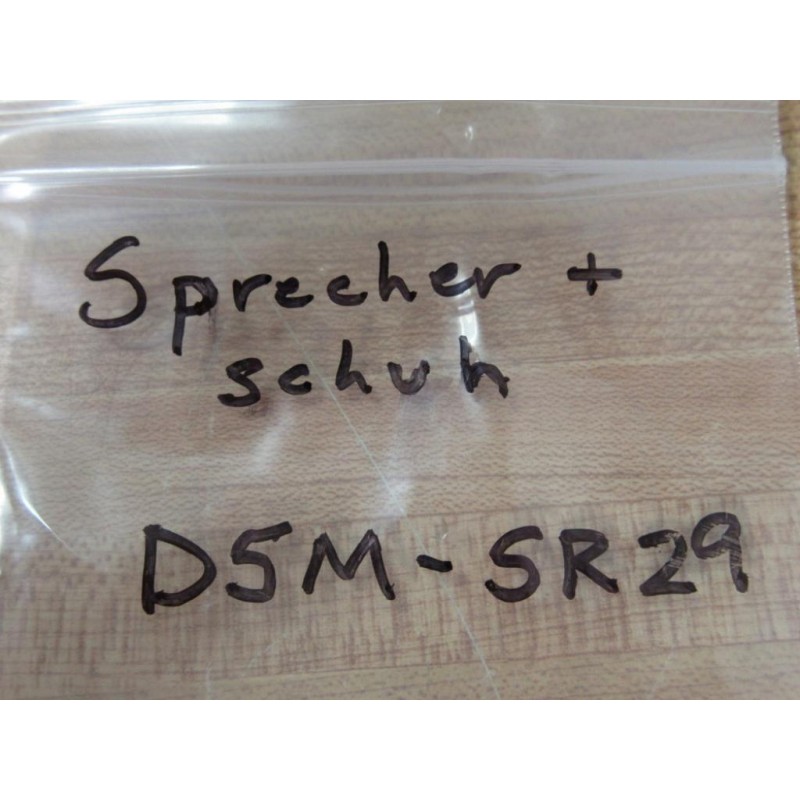 Sprecher +
schuh
D5M-SR29